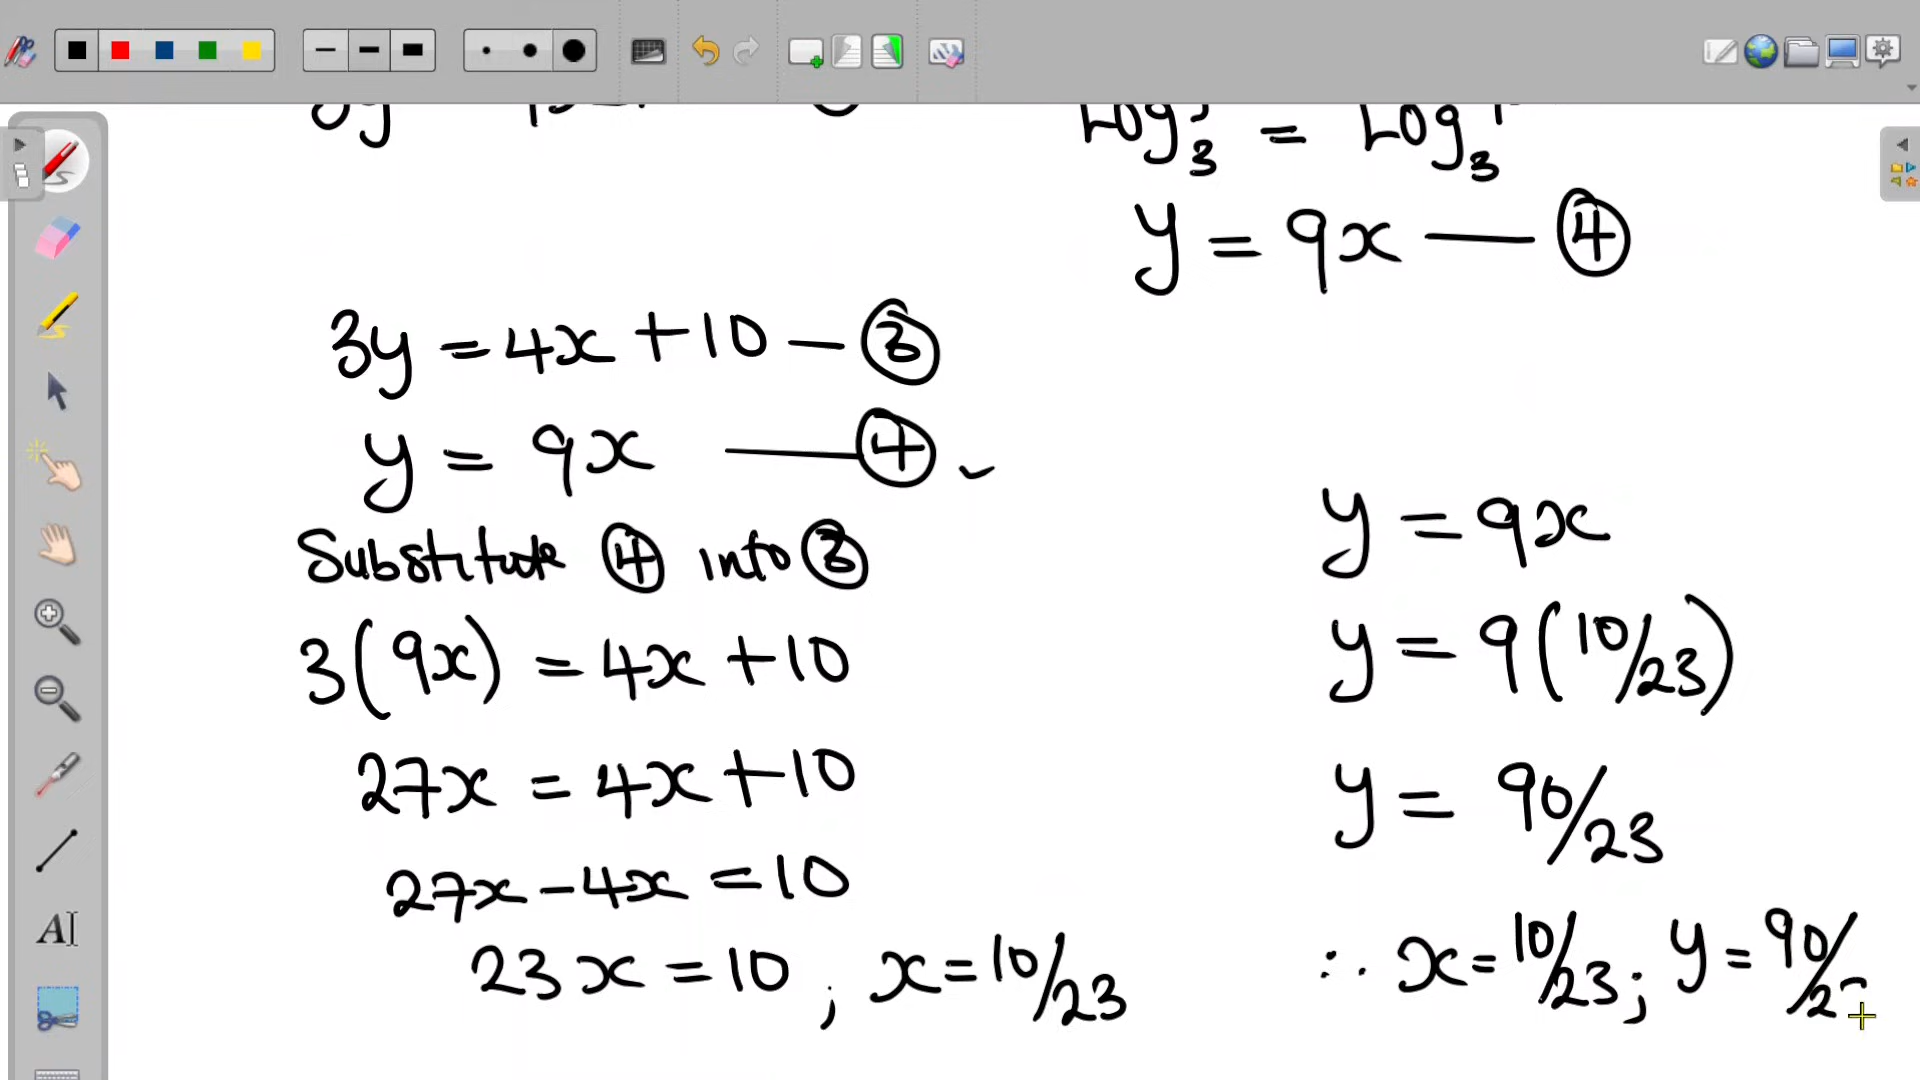 Log₃ = Log₃
y = 9x — ④
3y = 4x + 10 — ③
y = 9x — ④
Substitute ④ into ③
3(9x) = 4x + 10
27x = 4x + 10
27x - 4x = 10
23x = 10 ; x = 10/23
y = 9x
y = 9(10/23)
y = 90/23
∴ x = 10/23 ; y = 90/2